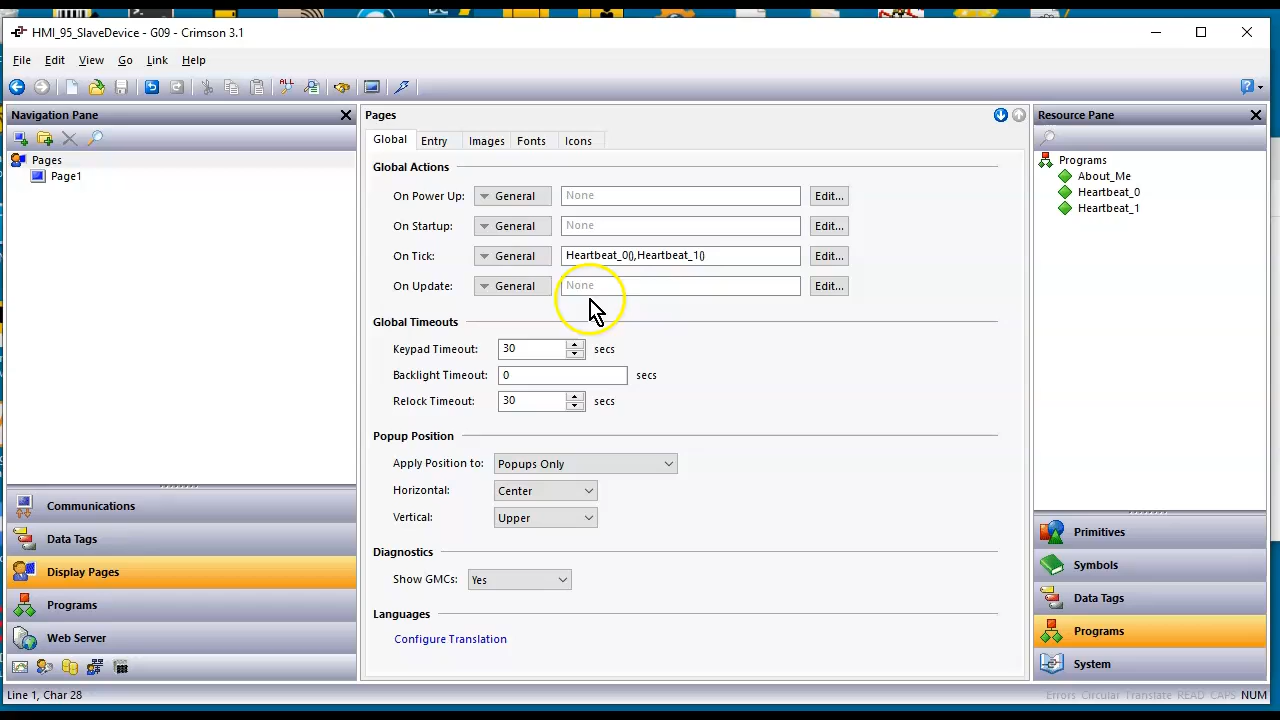 HMI_95_SlaveDevice - G09 - Crimson 3.1
File Edit View Go Link Help
Navigation Pane
Pages
Page1
Communications
Data Tags
Display Pages
Programs
Web Server
Pages
Global Entry Images Fonts Icons
Global Actions
On Power Up: General None Edit...
On Startup: General None Edit...
On Tick: General Heartbeat_0(),Heartbeat_1() Edit...
On Update: General None Edit...
Global Timeouts
Keypad Timeout: 30 secs
Backlight Timeout: 0 secs
Relock Timeout: 30 secs
Popup Position
Apply Position to: Popups Only
Horizontal: Center
Vertical: Upper
Diagnostics
Show GMCs: Yes
Languages
Configure Translation
Resource Pane
Programs
About_Me
Heartbeat_0
Heartbeat_1
Primitives
Symbols
Data Tags
Programs
System
Line 1, Char 28
Errors Circular Translate READ CAPS NUM